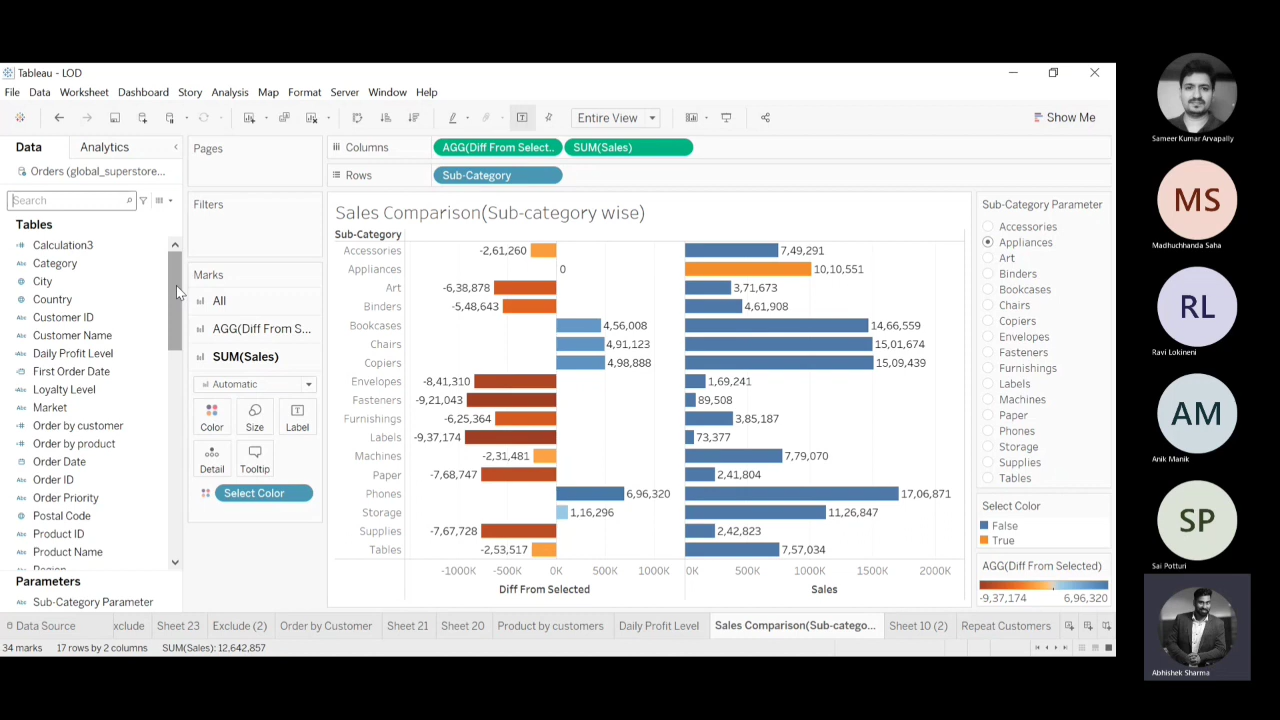 Tableau - LOD
File Data Worksheet Dashboard Story Analysis Map Format Server Window Help
Entire View
Show Me
Data Analytics
Orders (global_superstore...
Search
Tables
Calculation3
Category
City
Country
Customer ID
Customer Name
Daily Profit Level
First Order Date
Loyalty Level
Market
Order by customer
Order by product
Order Date
Order ID
Order Priority
Postal Code
Product ID
Product Name
Parameters
Sub-Category Parameter
Pages
Filters
Marks
All
AGG(Diff From S...
SUM(Sales)
Automatic
Color Size Label
Detail Tooltip
Select Color
Columns AGG(Diff From Select.. SUM(Sales)
Rows Sub-Category
Sales Comparison(Sub-category wise)
Sub-Category
Accessories -2,61,260 7,49,291
Appliances 0 10,10,551
Art -6,38,878 3,71,673
Binders -5,48,643 4,61,908
Bookcases 4,56,008 14,66,559
Chairs 4,91,123 15,01,674
Copiers 4,98,888 15,09,439
Envelopes -8,41,310 1,69,241
Fasteners -9,21,043 89,508
Furnishings -6,25,364 3,85,187
Labels -9,37,174 73,377
Machines -2,31,481 7,79,070
Paper -7,68,747 2,41,804
Phones 6,96,320 17,06,871
Storage 1,16,296 11,26,847
Supplies -7,67,728 2,42,823
Tables -2,53,517 7,57,034
-1000K -500K 0K 500K 1000K 0K 500K 1000K 1500K 2000K
Diff From Selected Sales
Sub-Category Parameter
Accessories
Appliances
Art
Binders
Bookcases
Chairs
Copiers
Envelopes
Fasteners
Furnishings
Labels
Machines
Paper
Phones
Storage
Supplies
Tables
Select Color
False
True
AGG(Diff From Selected)
-9,37,174 6,96,320
Data Source xclude Sheet 23 Exclude (2) Order by Customer Sheet 21 Sheet 20 Product by customers Daily Profit Level Sales Comparison(Sub-catego... Sheet 10 (2) Repeat Customers
34 marks 17 rows by 2 columns SUM(Sales): 12,642,857
Sameer Kumar Arvapally
MS
Madhuchhanda Saha
RL
Ravi Lokineni
AM
Anik Manik
SP
Sai Potturi
Abhishek Sharma